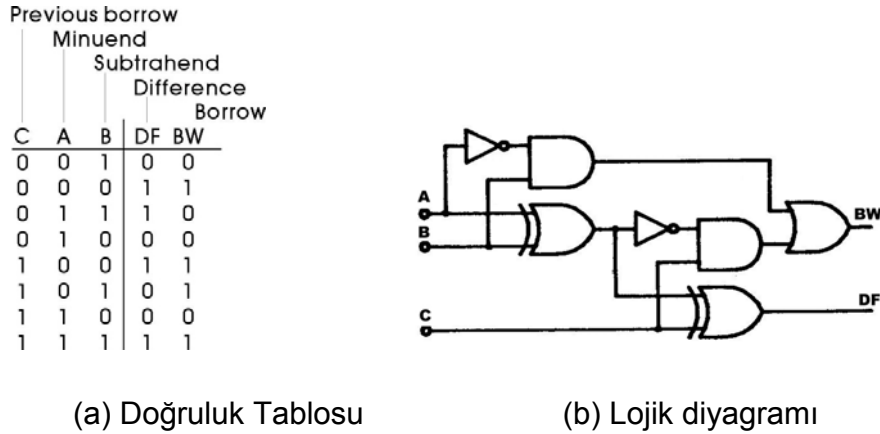 Previous borrow
Minuend
Subtrahend
Difference
Borrow
C A B DF BW
0 0 1 0 0
0 0 0 1 1
0 1 1 1 0
0 1 0 0 0
1 0 0 1 1
1 0 1 0 1
1 1 0 0 0
1 1 1 1 1
A
B
C
BW
DF
(a) Doğruluk Tablosu (b) Lojik diyagramı